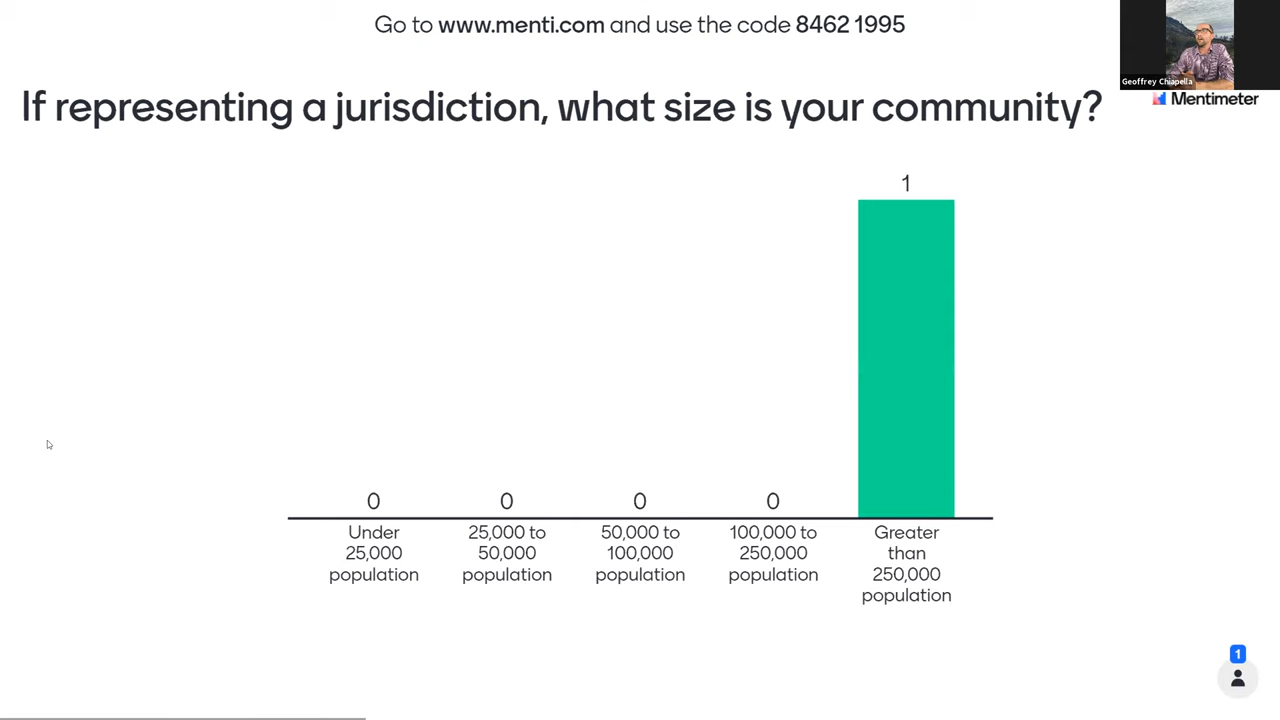 Go to www.menti.com and use the code 8462 1995
Geoffrey Chiapella
Mentimeter
If representing a jurisdiction, what size is your community?
1
0
0
0
0
Under
25,000
population
25,000 to
50,000
population
50,000 to
100,000
population
100,000 to
250,000
population
Greater
than
250,000
population
1